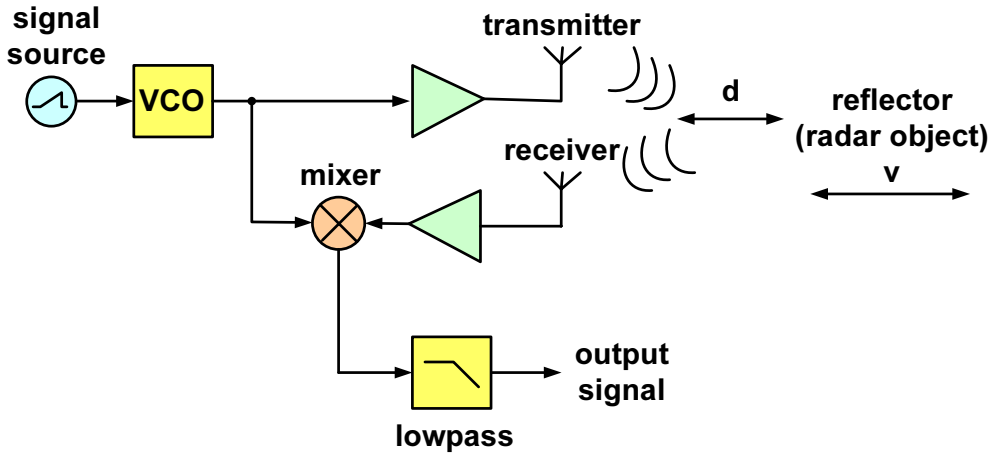 signal
source
VCO
transmitter
d
reflector
(radar object)
v
receiver
mixer
output
signal
lowpass